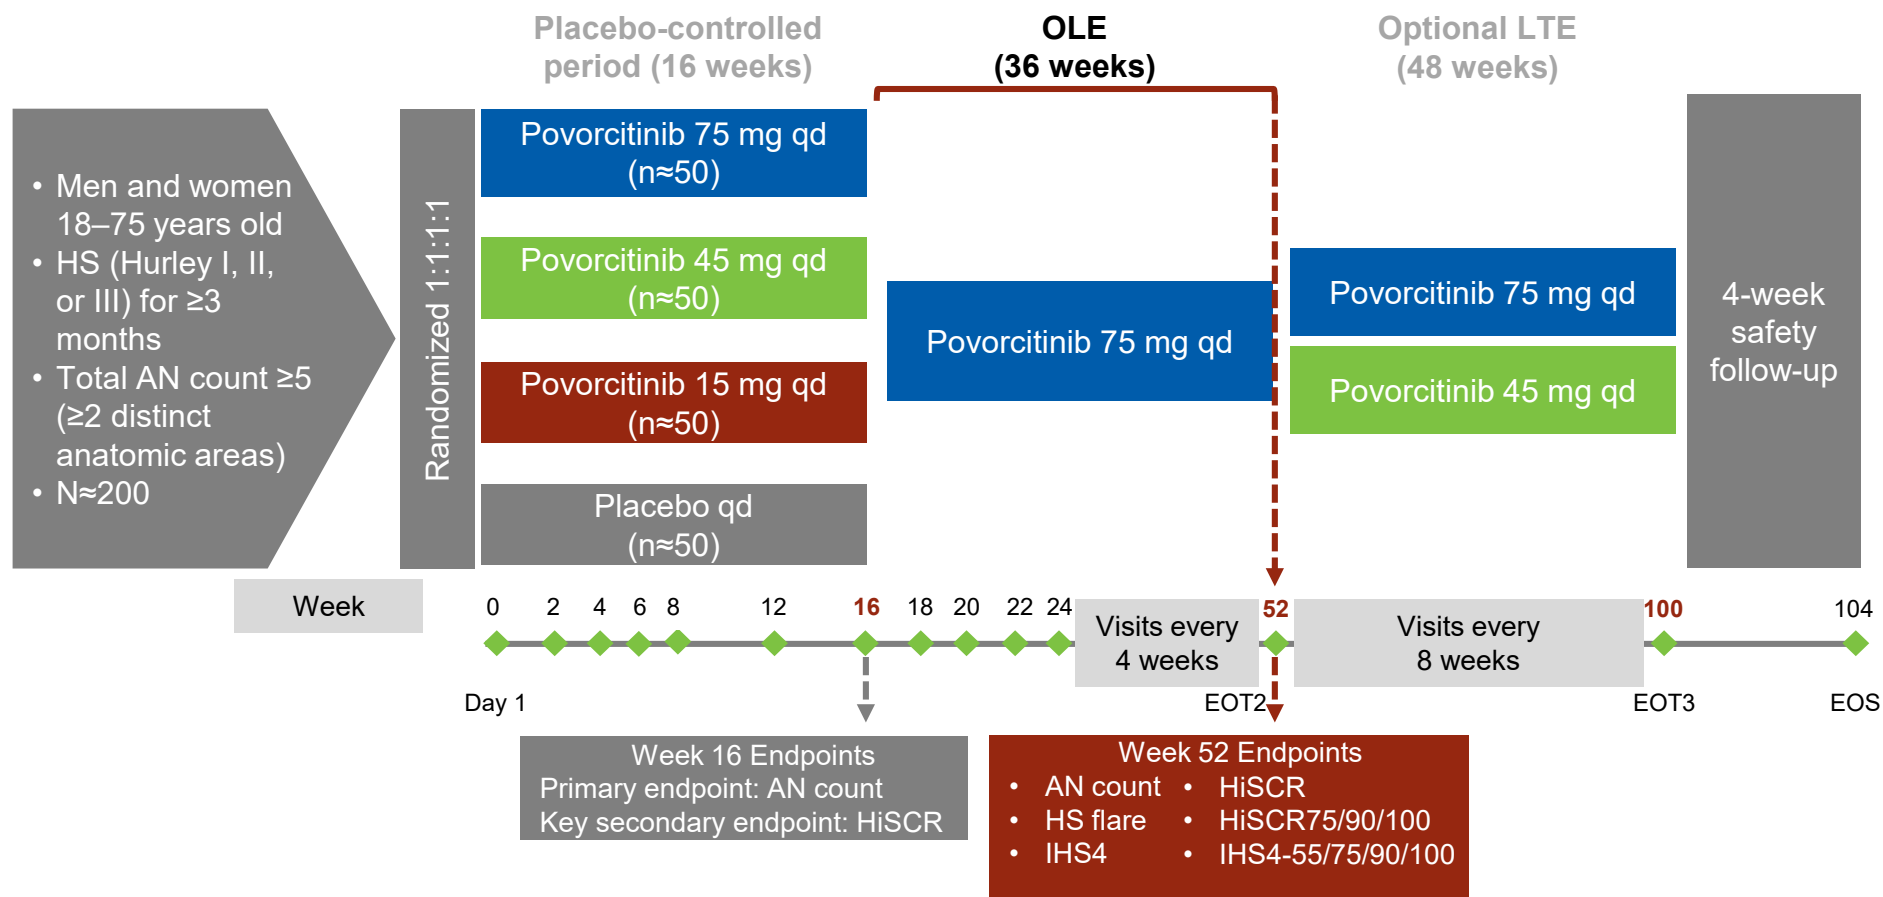 Placebo-controlled
period (16 weeks)
OLE
(36 weeks)
Optional LTE
(48 weeks)
• Men and women
18–75 years old
• HS (Hurley I, II,
or III) for ≥3
months
• Total AN count ≥5
(≥2 distinct
anatomic areas)
• N≈200
Randomized 1:1:1:1
Povorcitinib 75 mg qd
(n≈50)
Povorcitinib 45 mg qd
(n≈50)
Povorcitinib 15 mg qd
(n≈50)
Placebo qd
(n≈50)
Povorcitinib 75 mg qd
Povorcitinib 75 mg qd
Povorcitinib 45 mg qd
4-week
safety
follow-up
Week
0 2 4 6 8 12 16 18 20 22 24 52 100 104
Visits every
4 weeks
Visits every
8 weeks
Day 1 EOT2 EOT3 EOS
Week 16 Endpoints
Primary endpoint: AN count
Key secondary endpoint: HiSCR
Week 52 Endpoints
• AN count • HiSCR
• HS flare • HiSCR75/90/100
• IHS4 • IHS4-55/75/90/100